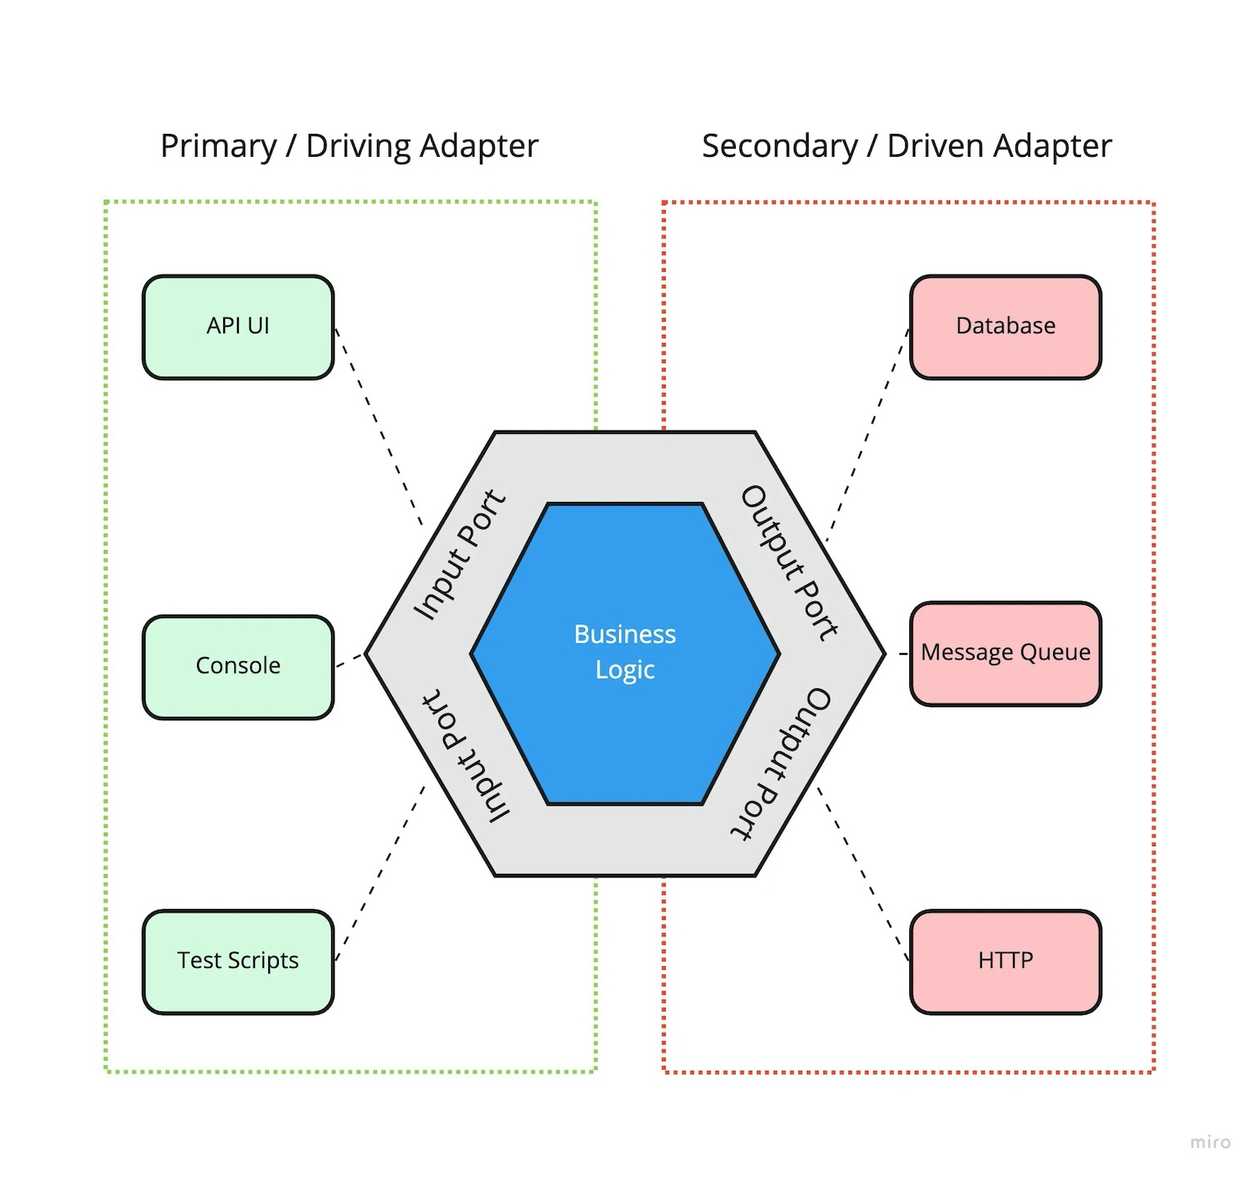 Primary / Driving Adapter
Secondary / Driven Adapter
API UI
Database
Input Port
Output Port
Business
Logic
Console
Message Queue
Input Port
Output Port
Test Scripts
HTTP
miro